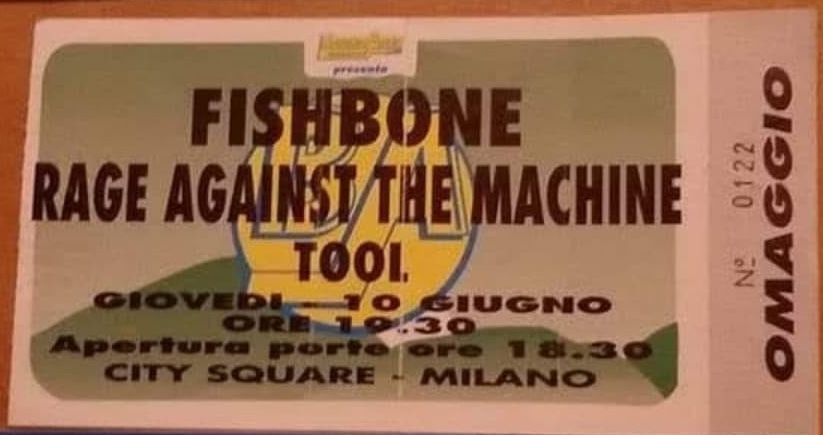 presenta
FISHBONE
RAGE AGAINST THE MACHINE
TOOL
GIOVEDI - 10 GIUGNO
ORE 19.30
Apertura porte ore 18.30
CITY SQUARE - MILANO
Nº 0122
OMAGGIO